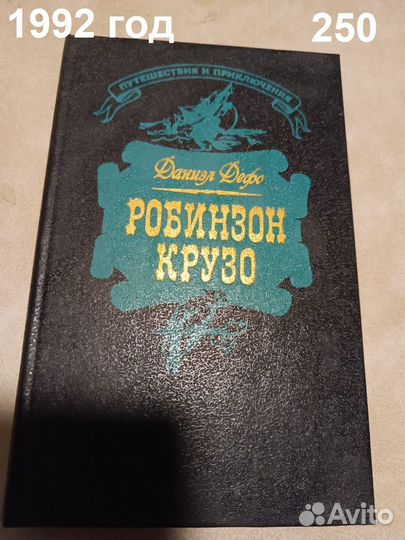 1992 год
250
ПУТЕШЕСТВИЯ И ПРИКЛЮЧЕНИЯ
Даниэл Дефо
РОБИНЗОН
КРУЗО
Avito